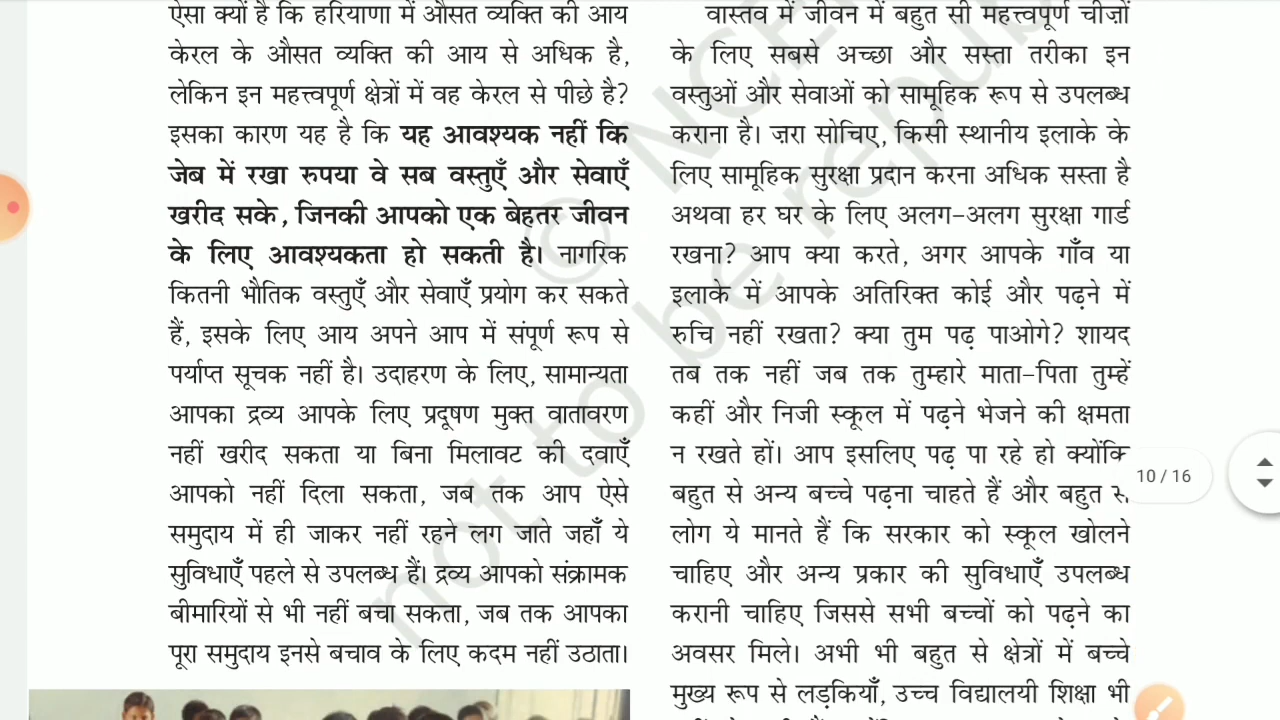 ऐसा क्यों है कि हरियाणा में औसत व्यक्ति की आय
केरल के औसत व्यक्ति की आय से अधिक है,
लेकिन इन महत्त्वपूर्ण क्षेत्रों में वह केरल से पीछे है?
इसका कारण यह है कि यह आवश्यक नहीं कि
जेब में रखा रुपया वे सब वस्तुएँ और सेवाएँ
खरीद सके, जिनकी आपको एक बेहतर जीवन
के लिए आवश्यकता हो सकती है। नागरिक
कितनी भौतिक वस्तुएँ और सेवाएँ प्रयोग कर सकते
हैं, इसके लिए आय अपने आप में संपूर्ण रूप से
पर्याप्त सूचक नहीं है। उदाहरण के लिए, सामान्यता
आपका द्रव्य आपके लिए प्रदूषण मुक्त वातावरण
नहीं खरीद सकता या बिना मिलावट की दवाएँ
आपको नहीं दिला सकता, जब तक आप ऐसे
समुदाय में ही जाकर नहीं रहने लग जाते जहाँ ये
सुविधाएँ पहले से उपलब्ध हैं। द्रव्य आपको संक्रामक
बीमारियों से भी नहीं बचा सकता, जब तक आपका
पूरा समुदाय इनसे बचाव के लिए कदम नहीं उठाता।
वास्तव में जीवन में बहुत सी महत्त्वपूर्ण चीज़ों
के लिए सबसे अच्छा और सस्ता तरीका इन
वस्तुओं और सेवाओं को सामूहिक रूप से उपलब्ध
कराना है। ज़रा सोचिए, किसी स्थानीय इलाके के
लिए सामूहिक सुरक्षा प्रदान करना अधिक सस्ता है
अथवा हर घर के लिए अलग-अलग सुरक्षा गार्ड
रखना? आप क्या करते, अगर आपके गाँव या
इलाके में आपके अतिरिक्त कोई और पढ़ने में
रुचि नहीं रखता? क्या तुम पढ़ पाओगे? शायद
तब तक नहीं जब तक तुम्हारे माता-पिता तुम्हें
कहीं और निजी स्कूल में पढ़ने भेजने की क्षमता
न रखते हों। आप इसलिए पढ़ पा रहे हो क्योंकि
बहुत से अन्य बच्चे पढ़ना चाहते हैं और बहुत
लोग ये मानते हैं कि सरकार को स्कूल खोलने
चाहिए और अन्य प्रकार की सुविधाएँ उपलब्ध
करानी चाहिए जिससे सभी बच्चों को पढ़ने का
अवसर मिले। अभी भी बहुत से क्षेत्रों में बच्चे
मुख्य रूप से लड़कियाँ, उच्च विद्यालयी शिक्षा भी
10 / 16
not to be repub